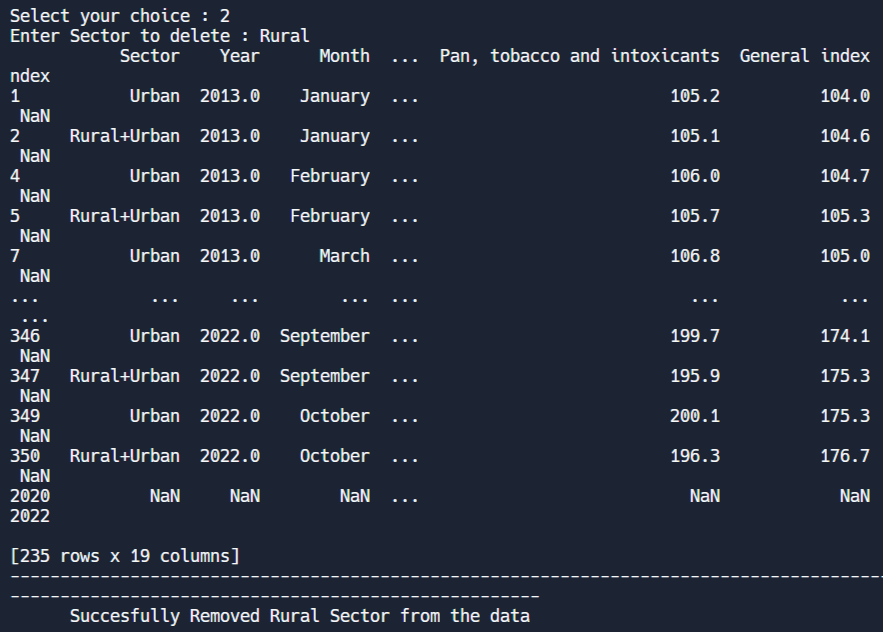 Select your choice : 2
Enter Sector to delete : Rural
           Sector    Year      Month  ...  Pan, tobacco and intoxicants  General index
ndex
1           Urban  2013.0    January  ...                         105.2          104.0
 NaN
2     Rural+Urban  2013.0    January  ...                         105.1          104.6
 NaN
4           Urban  2013.0   February  ...                         106.0          104.7
 NaN
5     Rural+Urban  2013.0   February  ...                         105.7          105.3
 NaN
7           Urban  2013.0      March  ...                         106.8          105.0
 NaN
...           ...     ...        ...  ...                           ...            ...
 ...
346         Urban  2022.0  September  ...                         199.7          174.1
 NaN
347   Rural+Urban  2022.0  September  ...                         195.9          175.3
 NaN
349         Urban  2022.0    October  ...                         200.1          175.3
 NaN
350   Rural+Urban  2022.0    October  ...                         196.3          176.7
 NaN
2020          NaN     NaN        NaN  ...                           NaN            NaN
2022

[235 rows x 19 columns]
----------------------------------------------------------------------------------------
-----------------------------------------------------
      Succesfully Removed Rural Sector from the data